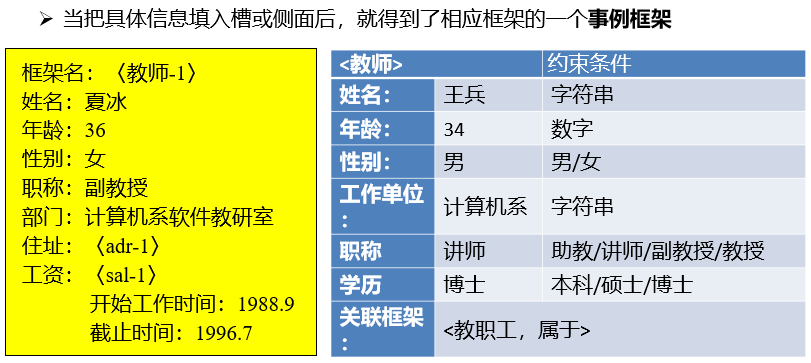 ➢ 当把具体信息填入槽或侧面后，就得到了相应框架的一个事例框架
框架名：〈教师-1〉
姓名：夏冰
年龄：36
性别：女
职称：副教授
部门：计算机系软件教研室
住址：〈adr-1〉
工资：〈sal-1〉
开始工作时间：1988.9
截止时间：1996.7
<教师> 约束条件
姓名： 王兵 字符串
年龄： 34 数字
性别： 男 男/女
工作单位
： 计算机系 字符串
职称 讲师 助教/讲师/副教授/教授
学历 博士 本科/硕士/博士
关联框架
： <教职工，属于>